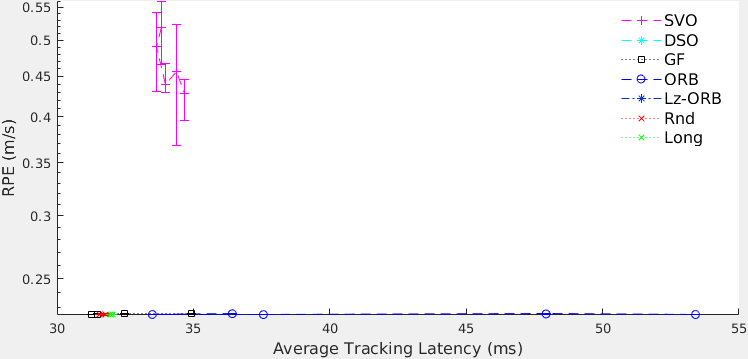 0.55
0.5
0.45
0.4
0.35
0.3
0.25
RPE (m/s)
30 35 40 45 50 55
Average Tracking Latency (ms)
SVO
DSO
GF
ORB
Lz-ORB
Rnd
Long